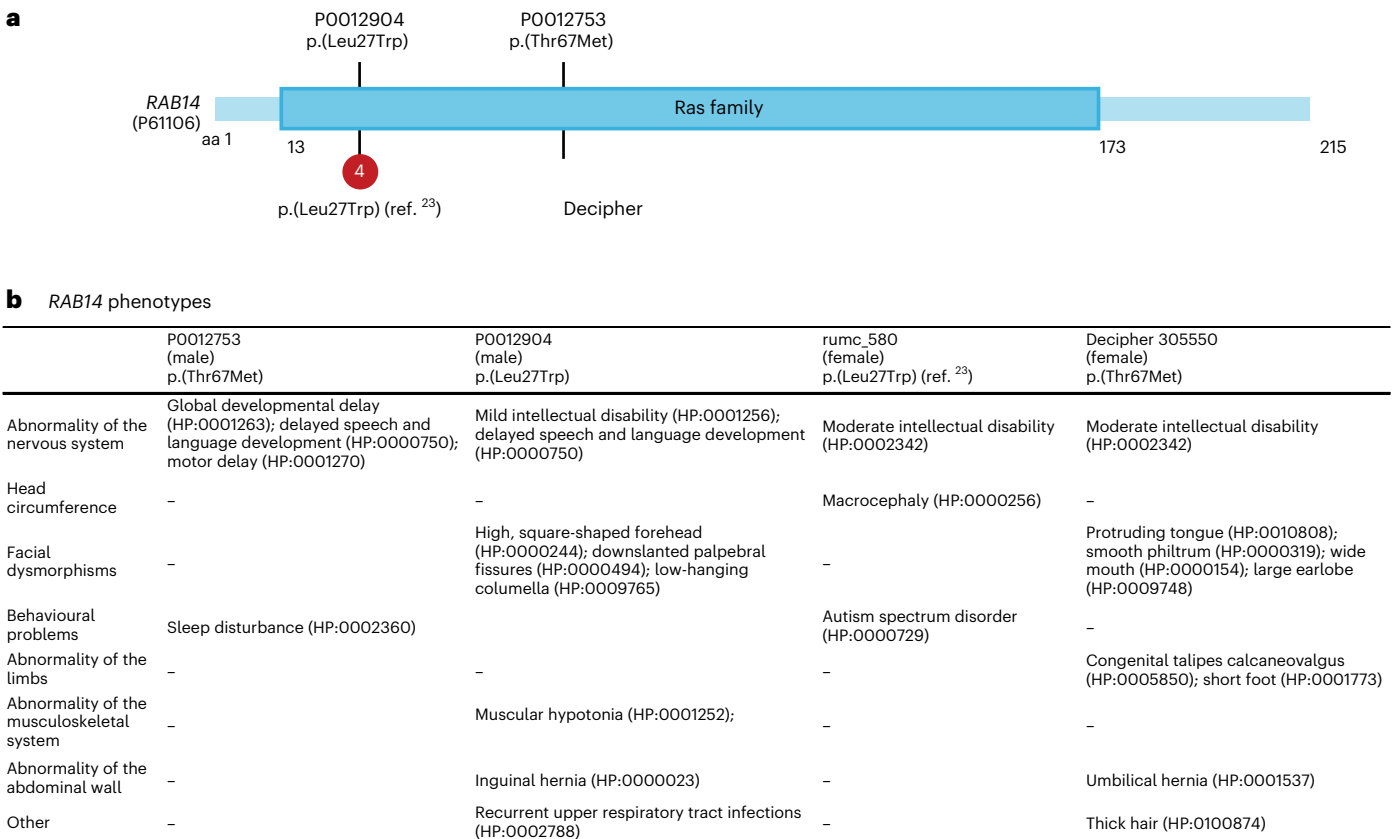 a
P0012904
p.(Leu27Trp)
P0012753
p.(Thr67Met)
RAB14
(P61106)
aa 1
Ras family
13
173
215
4
p.(Leu27Trp) (ref. 23)
Decipher
b RAB14 phenotypes
P0012753
(male)
p.(Thr67Met)
P0012904
(male)
p.(Leu27Trp)
rumc_580
(female)
p.(Leu27Trp) (ref. 23)
Decipher 305550
(female)
p.(Thr67Met)
Abnormality of the
nervous system
Global developmental delay
(HP:0001263); delayed speech and
language development (HP:0000750);
motor delay (HP:0001270)
Mild intellectual disability (HP:0001256);
delayed speech and language development
(HP:0000750)
Moderate intellectual disability
(HP:0002342)
Moderate intellectual disability
(HP:0002342)
Head
circumference
–
–
Macrocephaly (HP:0000256)
–
Facial
dysmorphisms
–
High, square-shaped forehead
(HP:0000244); downslanted palpebral
fissures (HP:0000494); low-hanging
columella (HP:0009765)
–
Protruding tongue (HP:0010808);
smooth philtrum (HP:0000319); wide
mouth (HP:0000154); large earlobe
(HP:0009748)
Behavioural
problems
Sleep disturbance (HP:0002360)
Autism spectrum disorder
(HP:0000729)
–
Abnormality of the
limbs
–
–
–
Congenital talipes calcaneovalgus
(HP:0005850); short foot (HP:0001773)
Abnormality of the
musculoskeletal
system
–
Muscular hypotonia (HP:0001252);
–
–
Abnormality of the
abdominal wall
–
Inguinal hernia (HP:0000023)
–
Umbilical hernia (HP:0001537)
Other
–
Recurrent upper respiratory tract infections
(HP:0002788)
–
Thick hair (HP:0100874)